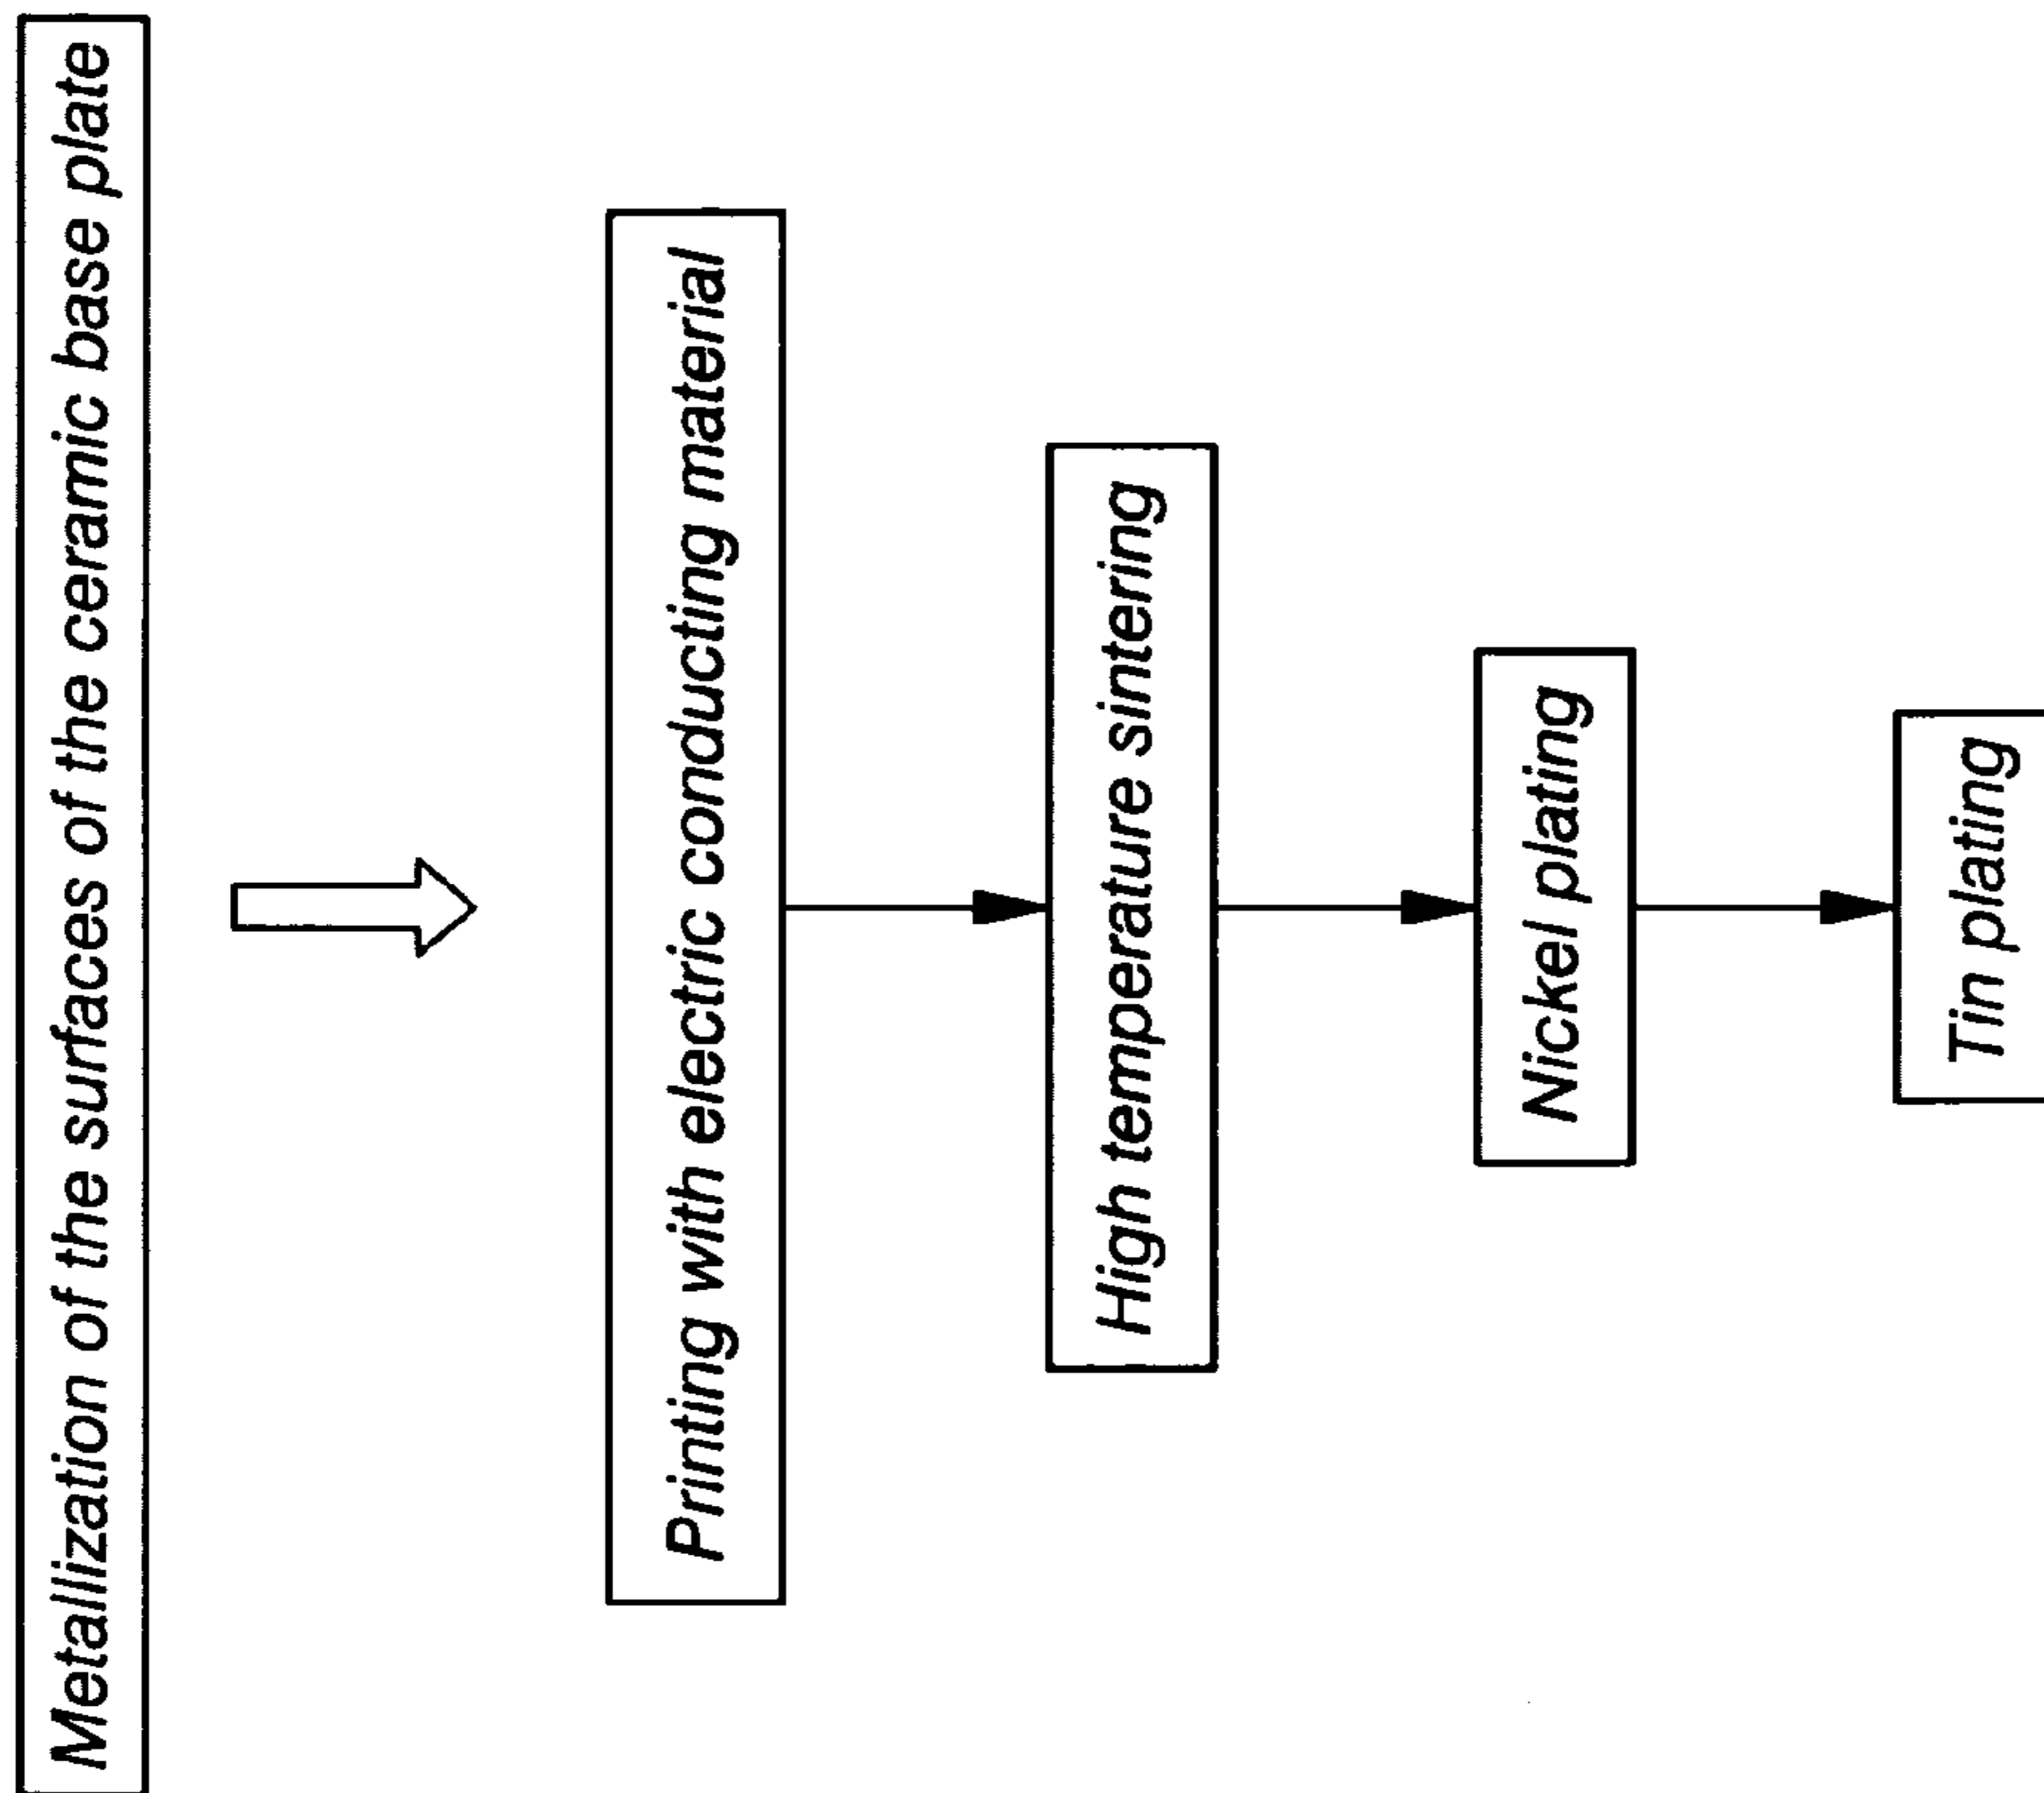 Metallization of the surfaces of the ceramic base plate
Printing with electric conducting material
High temperature sintering
Nickel plating
Tin plating